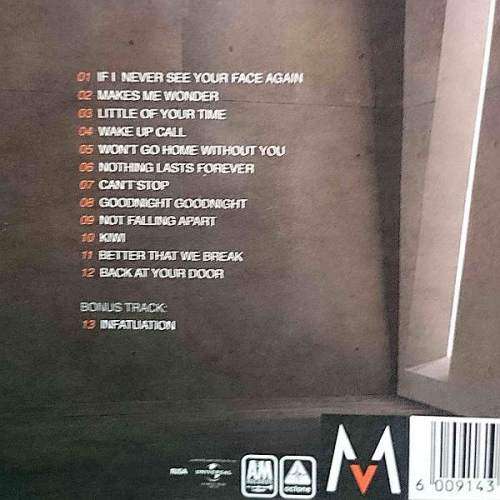 01 IF I NEVER SEE YOUR FACE AGAIN
02 MAKES ME WONDER
03 LITTLE OF YOUR TIME
04 WAKE UP CALL
05 WON'T GO HOME WITHOUT YOU
06 NOTHING LASTS FOREVER
07 CAN'T STOP
08 GOODNIGHT GOODNIGHT
09 NOT FALLING APART
10 KIWI
11 BETTER THAT WE BREAK
12 BACK AT YOUR DOOR
BONUS TRACK:
13 INFATUATION
RISA UNIVERSAL A&M octone M V
6 009143